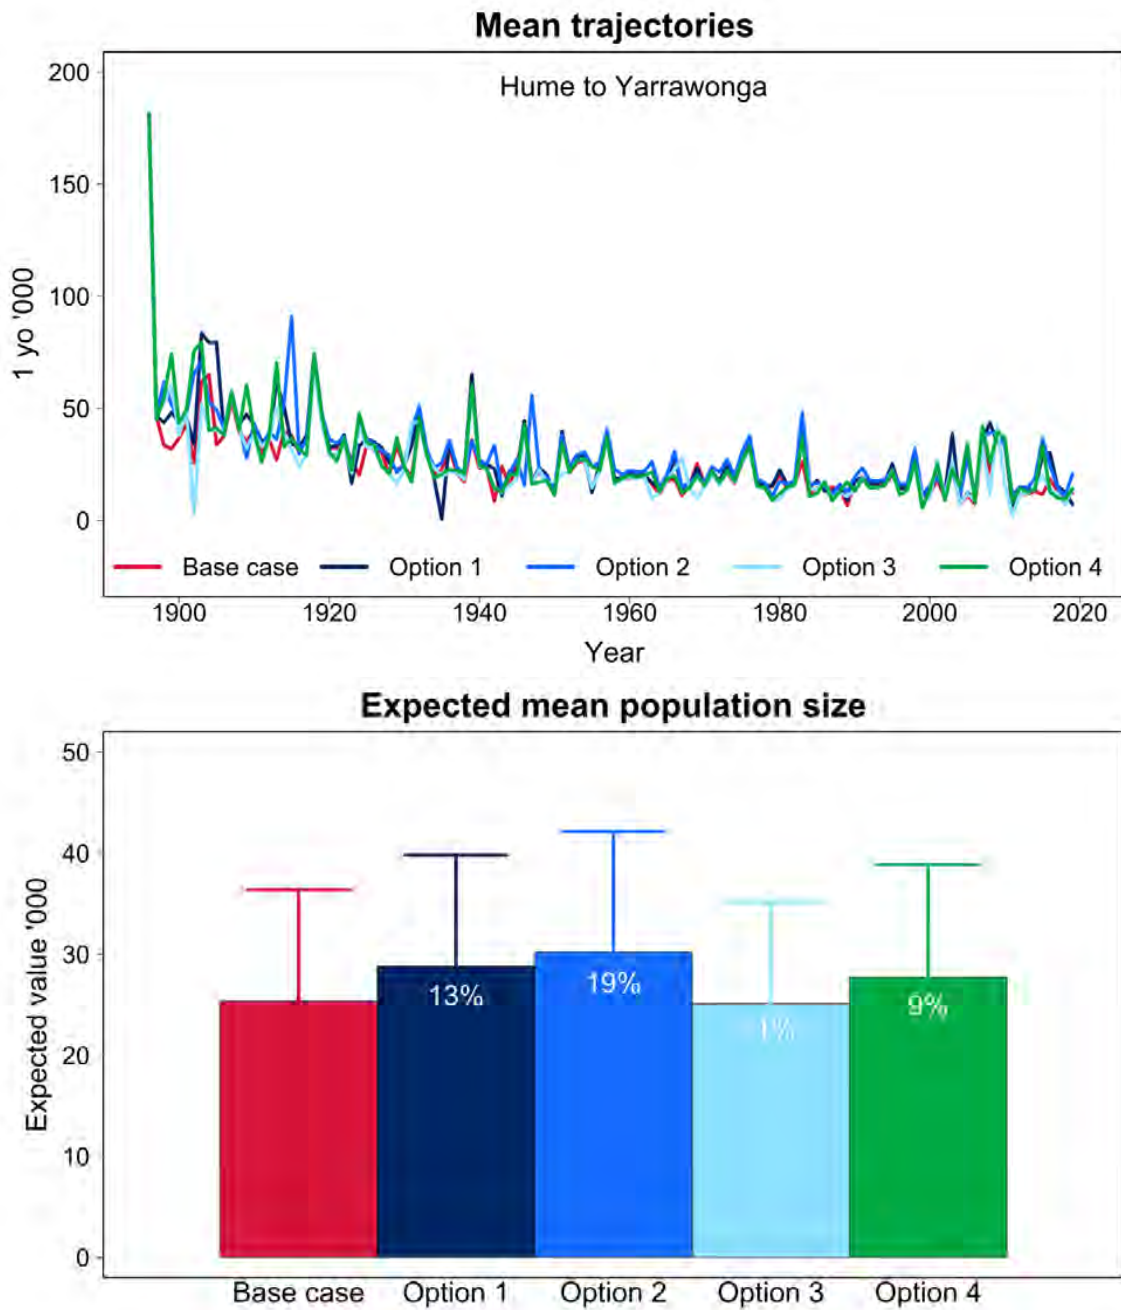 Mean trajectories
Hume to Yarrawonga
200
150
100
50
0
1 yo '000
Base case Option 1 Option 2 Option 3 Option 4
1900 1920 1940 1960 1980 2000 2020
Year
Expected mean population size
50
40
30
20
10
0
Expected value '000
13% 19% 9%
Base case Option 1 Option 2 Option 3 Option 4